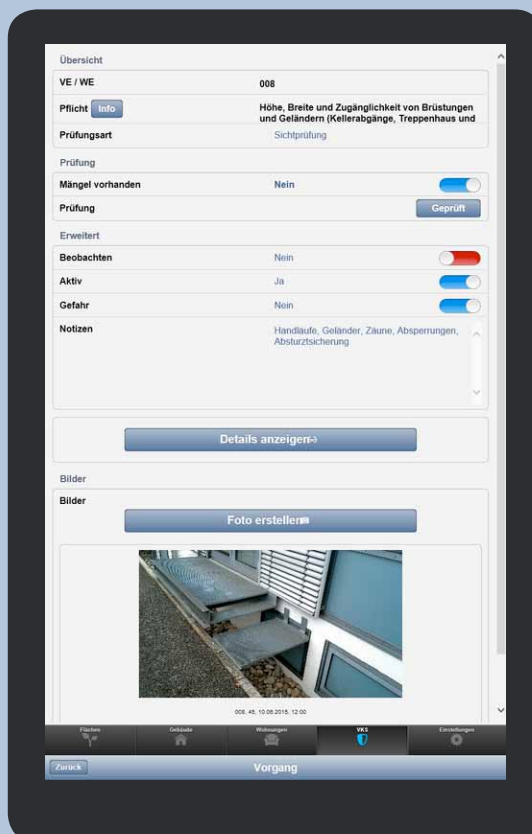 Übersicht
VE / WE 008
Pflicht Info Höhe, Breite und Zugänglichkeit von Brüstungen
und Geländern (Kellerabgänge, Treppenhaus und
Prüfungsart Sichtprüfung
Prüfung
Mängel vorhanden Nein
Prüfung Geprüft
Erweitert
Beobachten Nein
Aktiv Ja
Gefahr Nein
Notizen Handläufe, Geländer, Zäune, Absperrungen,
Absturztsicherung
Details anzeigen
Bilder
Bilder
Foto erstellen
008, 45, 10.06.2015, 12:00
Flächen Gebäude Wohnungen VKS Einstellungen
Zurück Vorgang